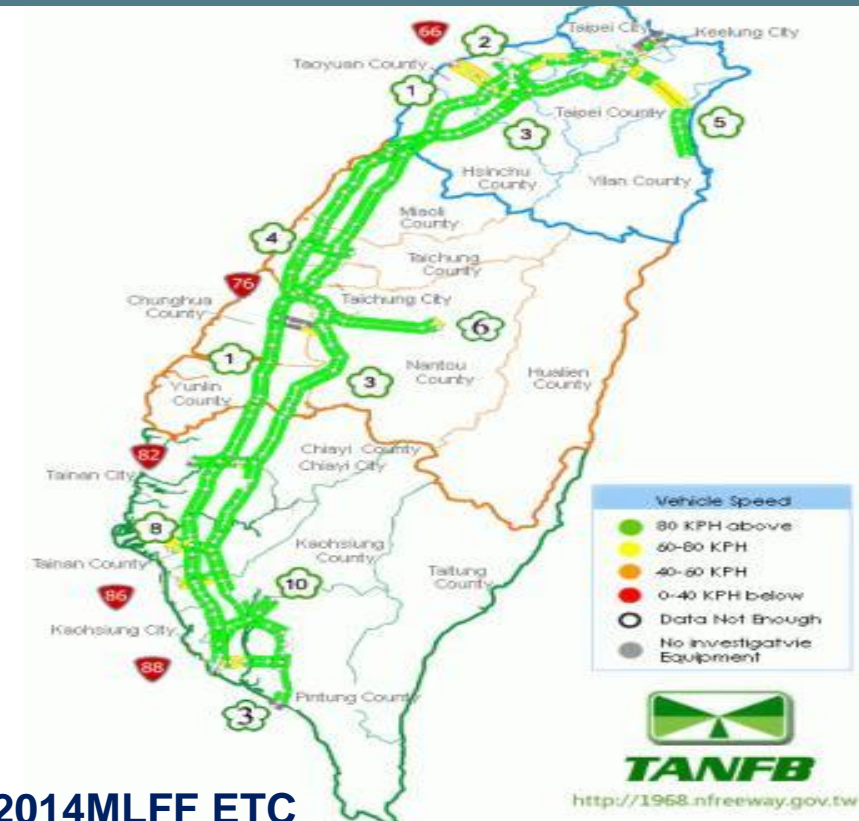 66
2
Taipei City
Keelung City
Taoyuan County
1
Taipei County
5
3
Hsinchu
County
Yilan County
Miaoli
County
4
Taichung
County
76
Chunghua
County
Taichung City
6
1
Nantou
County
Hualien
County
3
Yunlin
County
Chiayi County
Chiayi City
82
Tainan City
Vehicle Speed
80 KPH above
60-80 KPH
40-60 KPH
0-40 KPH below
Data Not Enough
No investigatvie
Equipment
8
Kaohsiung
County
Tainan County
Taitung
County
10
86
Kaohsiung City
88
Pintung County
3
TANFB
http://1968.nfreeway.gov.tw
2014MLFF ETC